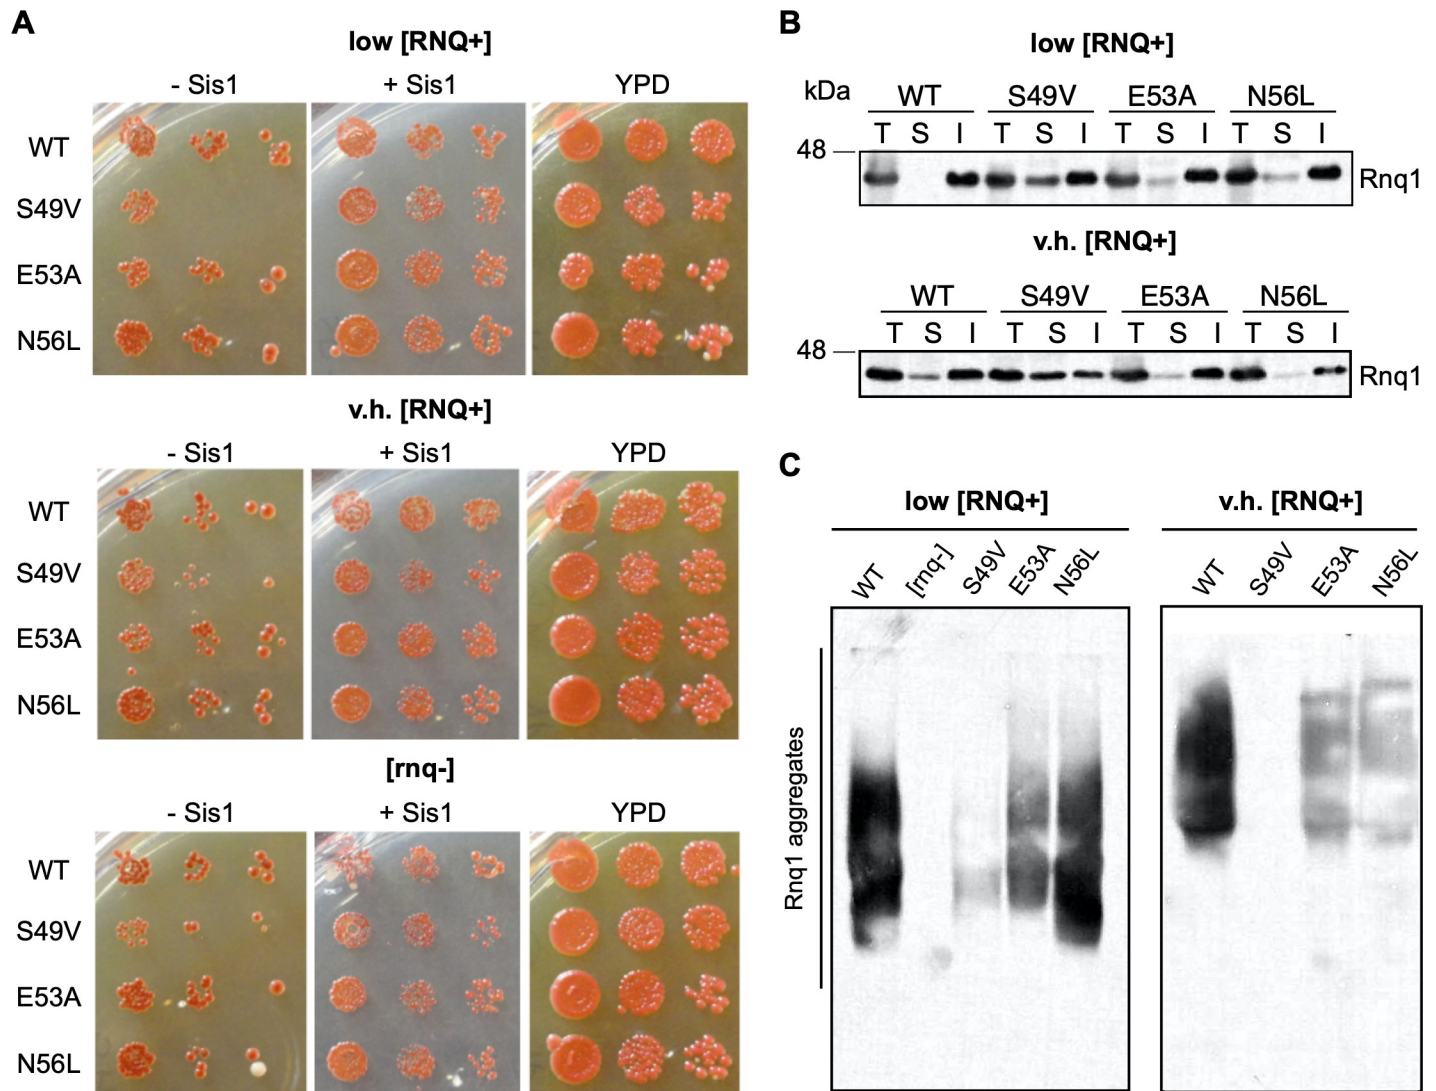 A
low [RNQ+]
- Sis1 + Sis1 YPD
WT
S49V
E53A
N56L
v.h. [RNQ+]
- Sis1 + Sis1 YPD
WT
S49V
E53A
N56L
[rnq-]
- Sis1 + Sis1 YPD
WT
S49V
E53A
N56L
B
low [RNQ+]
kDa WT S49V E53A N56L
T S I T S I T S I T S I
48
Rnq1
v.h. [RNQ+]
WT S49V E53A N56L
T S I T S I T S I T S I
48
Rnq1
C
low [RNQ+] v.h. [RNQ+]
WT [rnq-] S49V E53A N56L WT S49V E53A N56L
Rnq1 aggregates